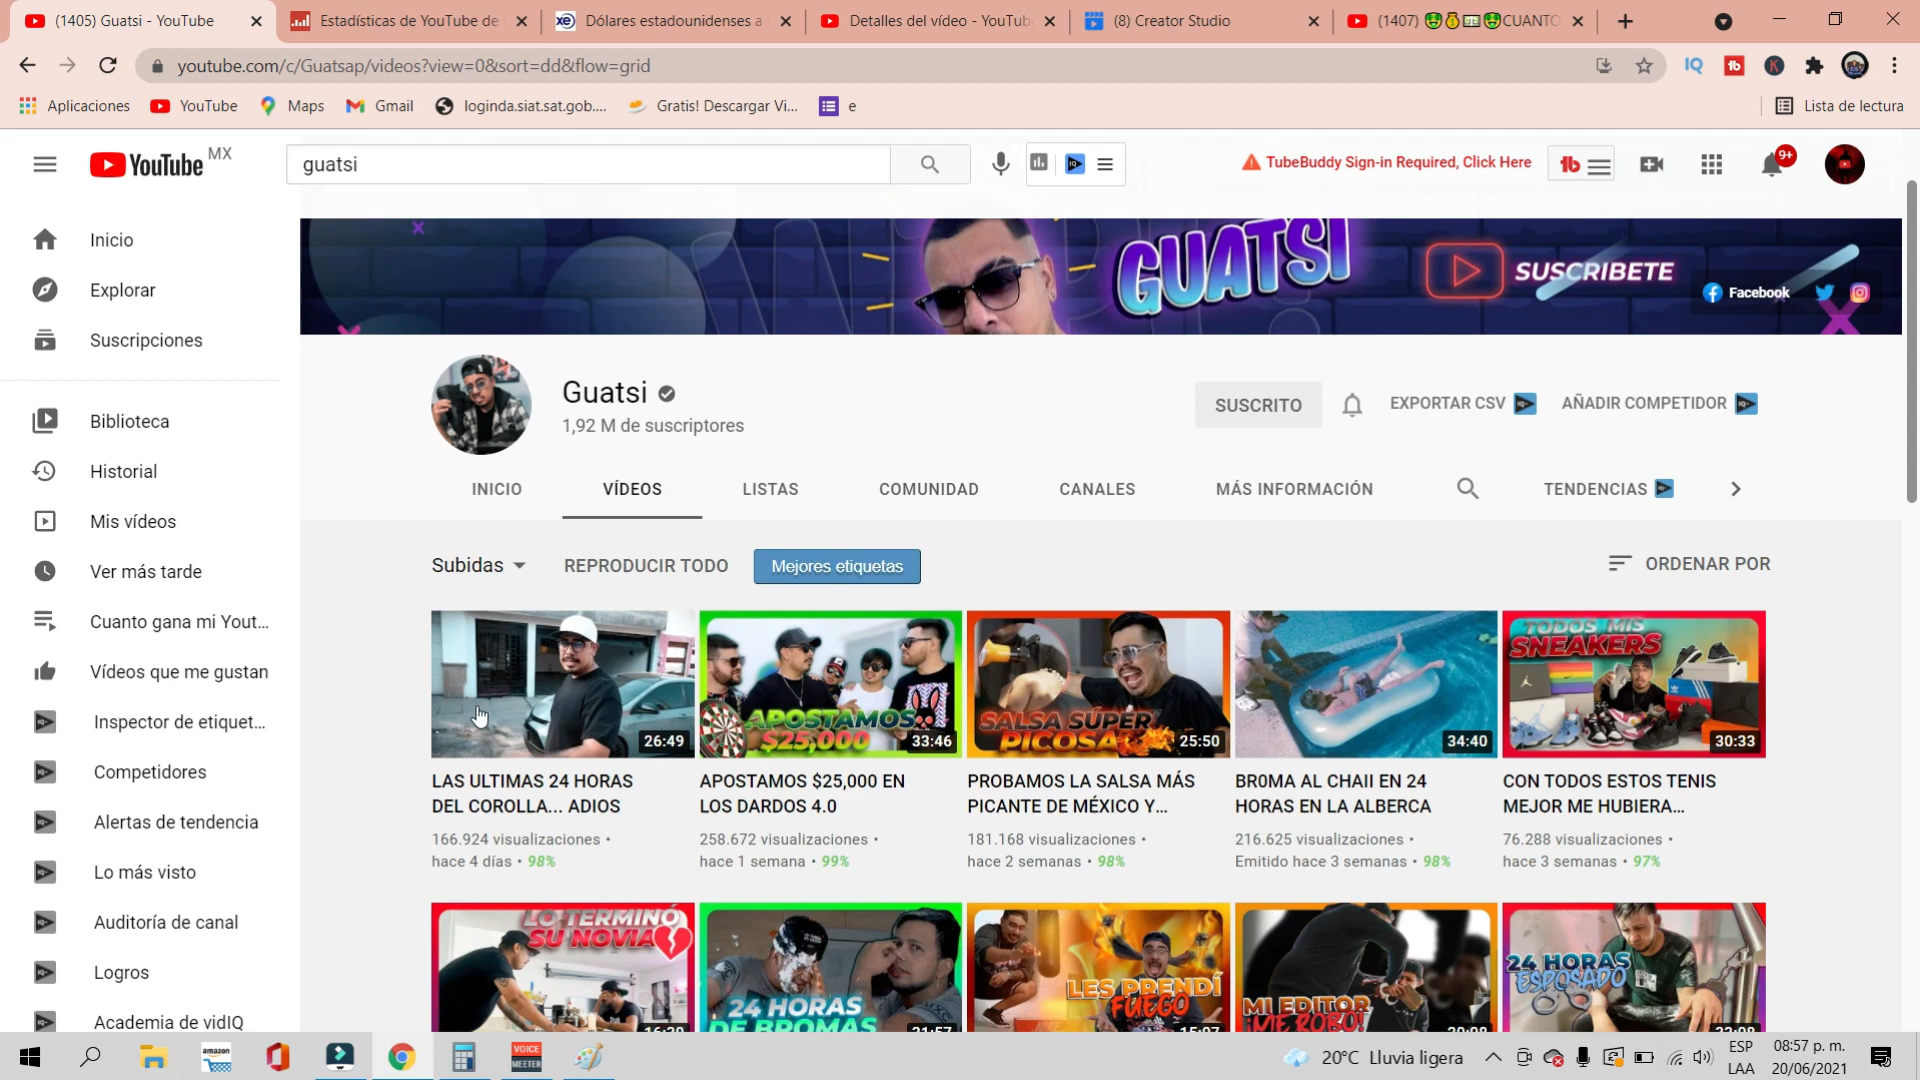 (1405) Guatsi - YouTube
Estadísticas de YouTube de
Dólares estadounidenses a
Detalles del vídeo - YouTub
(8) Creator Studio
(1407) 🤑💰💵🤑CUANTO
youtube.com/c/Guatsap/videos?view=0&sort=dd&flow=grid
Aplicaciones
YouTube
Maps
Gmail
loginda.siat.sat.gob....
Gratis! Descargar Vi...
e
Lista de lectura
YouTube MX
guatsi
TubeBuddy Sign-in Required, Click Here
9+
Inicio
Explorar
Suscripciones
Biblioteca
Historial
Mis vídeos
Ver más tarde
Cuanto gana mi Yout...
Vídeos que me gustan
Inspector de etiquet...
Competidores
Alertas de tendencia
Lo más visto
Auditoría de canal
Logros
Academia de vidIQ
GUATSI
SUSCRIBETE
Facebook
Guatsi
1,92 M de suscriptores
SUSCRITO
EXPORTAR CSV
AÑADIR COMPETIDOR
INICIO
VÍDEOS
LISTAS
COMUNIDAD
CANALES
MÁS INFORMACIÓN
TENDENCIAS
Subidas
REPRODUCIR TODO
Mejores etiquetas
ORDENAR POR
26:49
LAS ULTIMAS 24 HORAS
DEL COROLLA... ADIOS
166.924 visualizaciones •
hace 4 días • 98%
APOSTAMOS
$25,000
33:46
APOSTAMOS $25,000 EN
LOS DARDOS 4.0
258.672 visualizaciones •
hace 1 semana • 99%
SALSA SÚPER
PICOSA
25:50
PROBAMOS LA SALSA MÁS
PICANTE DE MÉXICO Y...
181.168 visualizaciones •
hace 2 semanas • 98%
34:40
BR0MA AL CHAII EN 24
HORAS EN LA ALBERCA
216.625 visualizaciones •
Emitido hace 3 semanas • 98%
TODOS MIS
SNEAKERS
30:33
CON TODOS ESTOS TENIS
MEJOR ME HUBIERA...
76.288 visualizaciones •
hace 3 semanas • 97%
LO TERMINÓ
SU NOVIA
24 HORAS
DE BROMAS
LES PRENDÍ
FUEGO
MI EDITOR
¡ME ROBO!
24 HORAS
ESPOSADO
amazon
VOICE
MEETER
20°C Lluvia ligera
ESP
LAA
08:57 p. m.
20/06/2021